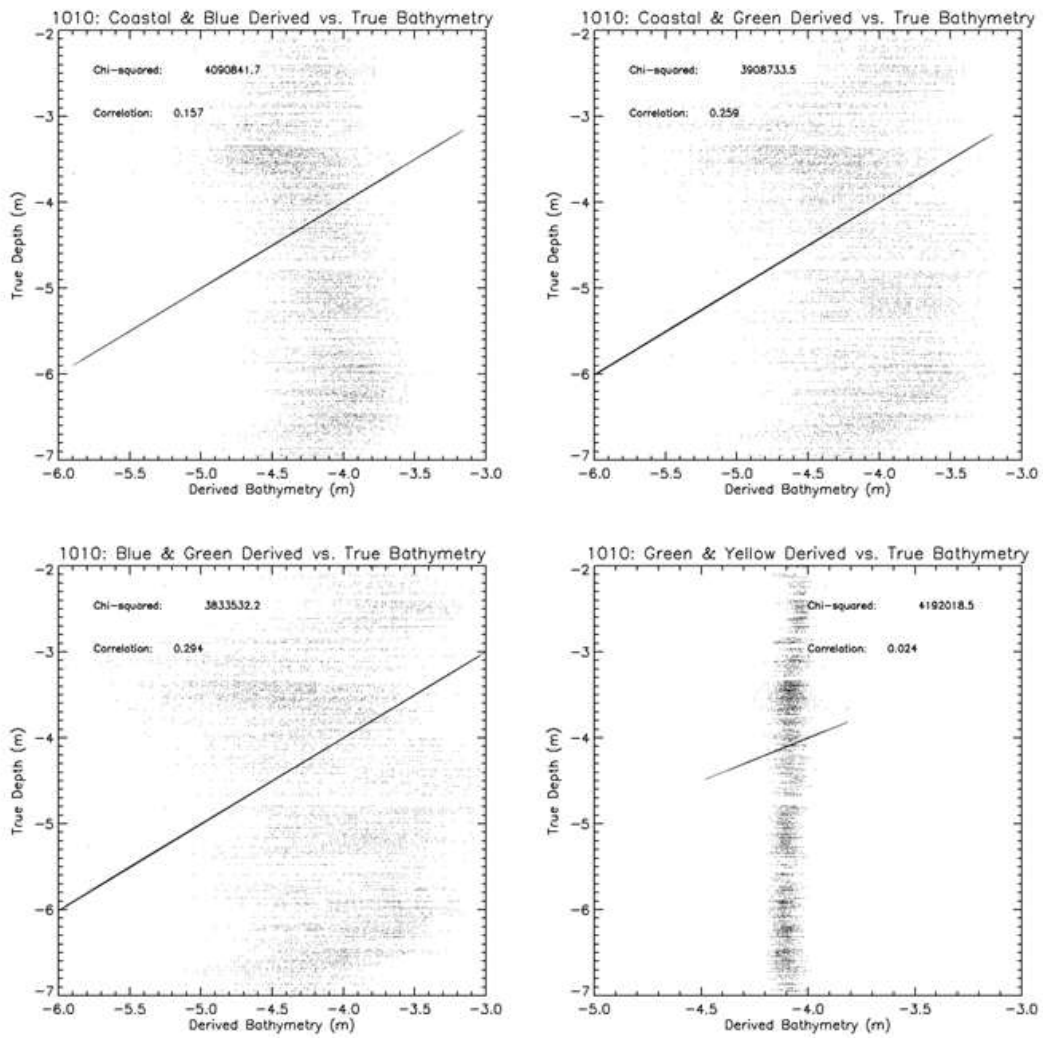 1010: Coastal & Blue Derived vs. True Bathymetry
Chi-squared: 4090841.7
Correlation: 0.157
True Depth (m)
-2
-3
-4
-5
-6
-7
-6.0 -5.5 -5.0 -4.5 -4.0 -3.5 -3.0
Derived Bathymetry (m)
1010: Coastal & Green Derived vs. True Bathymetry
Chi-squared: 3908733.5
Correlation: 0.259
True Depth (m)
-2
-3
-4
-5
-6
-7
-6.0 -5.5 -5.0 -4.5 -4.0 -3.5 -3.0
Derived Bathymetry (m)
1010: Blue & Green Derived vs. True Bathymetry
Chi-squared: 3833532.2
Correlation: 0.294
True Depth (m)
-2
-3
-4
-5
-6
-7
-6.0 -5.5 -5.0 -4.5 -4.0 -3.5 -3.0
Derived Bathymetry (m)
1010: Green & Yellow Derived vs. True Bathymetry
Chi-squared: 4192018.5
Correlation: 0.024
True Depth (m)
-2
-3
-4
-5
-6
-7
-5.0 -4.5 -4.0 -3.5 -3.0
Derived Bathymetry (m)